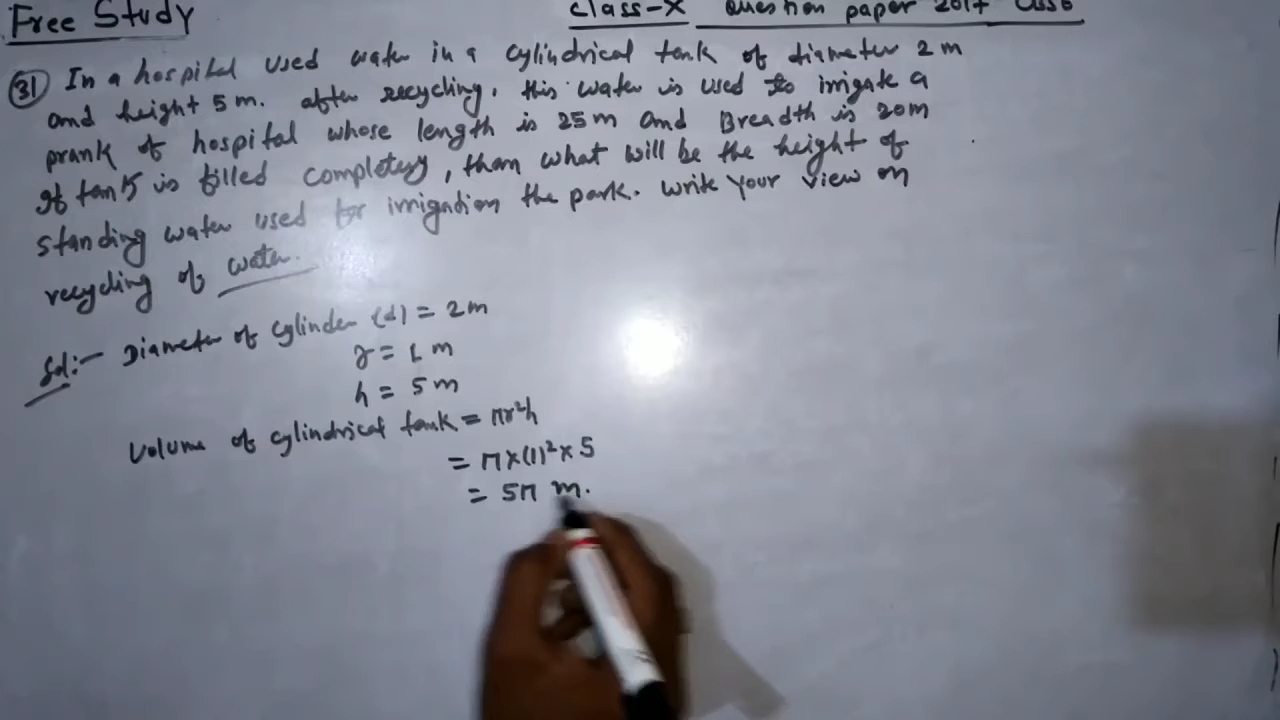 Free Study
Class-X Question paper 2017 CBSE
31 In a hospital used water in a cylindrical tank of diameter 2 m
and height 5 m. after recycling, this water is used to irrigate a
prank of hospital whose length is 25 m and Breadth is 20 m
If tank is filled completely, than what will be the height of
standing water used for irrigation the park. Write your view on
recycling of water.
Sol:- Diameter of cylinder (d) = 2 m
r = 1 m
h = 5 m
Volume of cylindrical tank = πr²h
= π×(1)²×5
= 5π m.